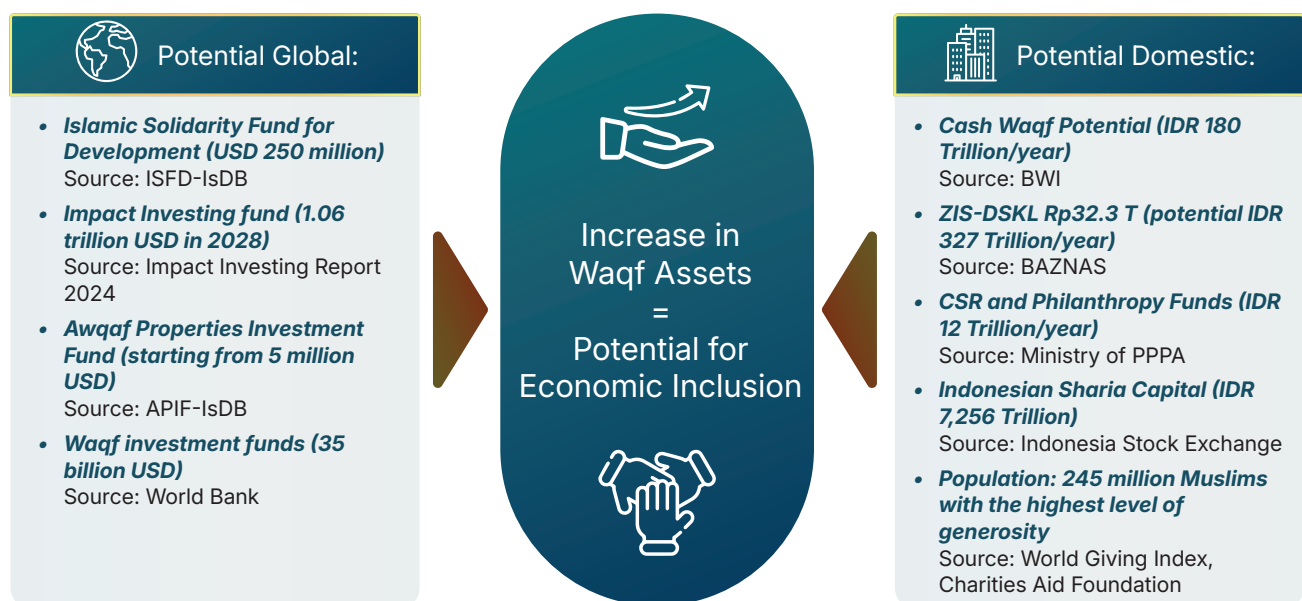 Potential Global:
• Islamic Solidarity Fund for
Development (USD 250 million)
Source: ISFD-IsDB
• Impact Investing fund (1.06
trillion USD in 2028)
Source: Impact Investing Report
2024
• Awqaf Properties Investment
Fund (starting from 5 million
USD)
Source: APIF-IsDB
• Waqf investment funds (35
billion USD)
Source: World Bank
Increase in
Waqf Assets
=
Potential for
Economic Inclusion
Potential Domestic:
• Cash Waqf Potential (IDR 180
Trillion/year)
Source: BWI
• ZIS-DSKL Rp32.3 T (potential IDR
327 Trillion/year)
Source: BAZNAS
• CSR and Philanthropy Funds (IDR
12 Trillion/year)
Source: Ministry of PPPA
• Indonesian Sharia Capital (IDR
7,256 Trillion)
Source: Indonesia Stock Exchange
• Population: 245 million Muslims
with the highest level of
generosity
Source: World Giving Index,
Charities Aid Foundation